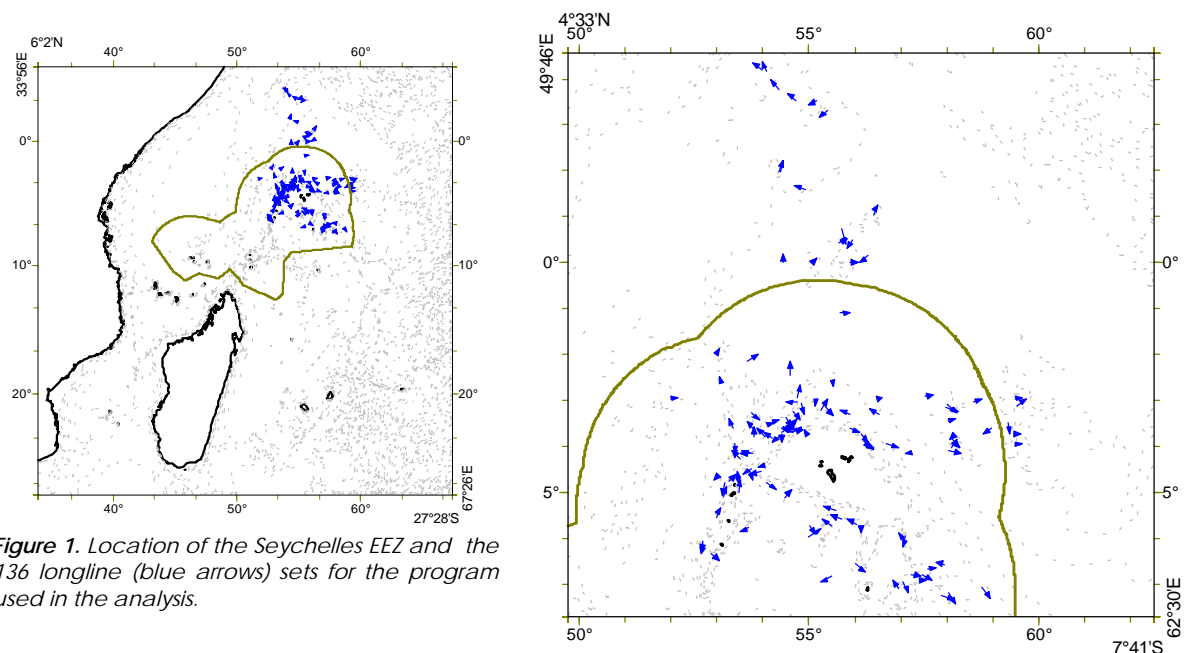 6°2'N
33°56'E
40° 50° 60°
0° 0°
10° 10°
20° 20°
40° 50° 60°
67°26'E
27°28'S
Figure 1. Location of the Seychelles EEZ and the
136 longline (blue arrows) sets for the program
used in the analysis.
4°33'N
49°46'E
50° 55° 60°
0° 0°
5° 5°
50° 55° 60°
62°30'E
7°41'S